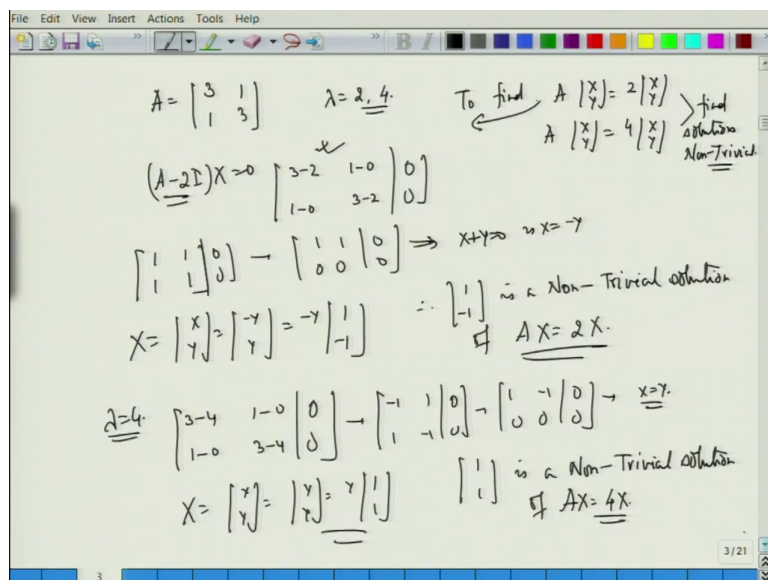 File Edit View Insert Actions Tools Help
B I
A = [3 1; 1 3] λ = 2, 4. To find A [x; y] = 2 [x; y]
A [x; y] = 4 [x; y] > find solutions Non-Trivial
(A-2I)X=0 [3-2 1-0 | 0; 1-0 3-2 | 0]
[1 1 | 0; 1 1 | 0] → [1 1 | 0; 0 0 | 0] ⇒ x+y=0 is x=-y
X = [x; y] = [-y; y] = -y [1; -1] ∴ [1; -1] is a Non-Trivial solution
of AX = 2X.
λ=4. [3-4 1-0 | 0; 1-0 3-4 | 0] → [-1 1 | 0; 1 -1 | 0] → [1 -1 | 0; 0 0 | 0] → x=y.
X = [x; y] = [y; y] = y [1; 1] [1; 1] is a Non-Trivial solution
of AX= 4X.
3/21
3